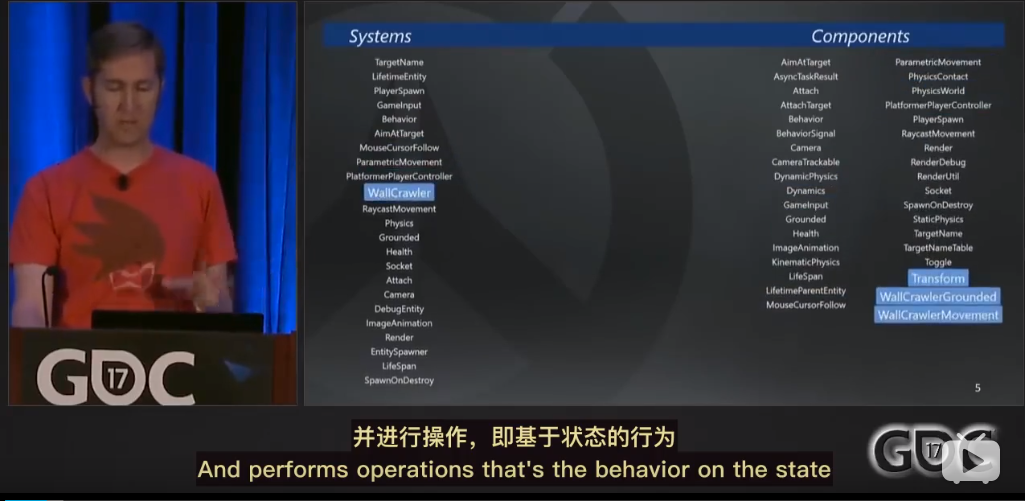 Systems
TargetName
LifetimeEntity
PlayerSpawn
GameInput
Behavior
AimAtTarget
MouseCursorFollow
ParametricMovement
PlatformerPlayerController
WallCrawler
RaycastMovement
Physics
Grounded
Health
Socket
Attach
Camera
DebugEntity
ImageAnimation
Render
EntitySpawner
LifeSpan
SpawnOnDestroy
Components
AimAtTarget
AsyncTaskResult
Attach
AttachTarget
Behavior
BehaviorSignal
Camera
CameraTrackable
DynamicPhysics
Dynamics
GameInput
Grounded
Health
ImageAnimation
KinematicPhysics
LifeSpan
LifetimeParentEntity
MouseCursorFollow
ParametricMovement
PhysicsContact
PhysicsWorld
PlatformerPlayerController
PlayerSpawn
RaycastMovement
Render
RenderDebug
RenderUtil
Socket
SpawnOnDestroy
StaticPhysics
TargetName
TargetNameTable
Toggle
Transform
WallCrawlerGrounded
WallCrawlerMovement
5
GDC 17
并进行操作，即基于状态的行为
And performs operations that's the behavior on the state
GDC 17